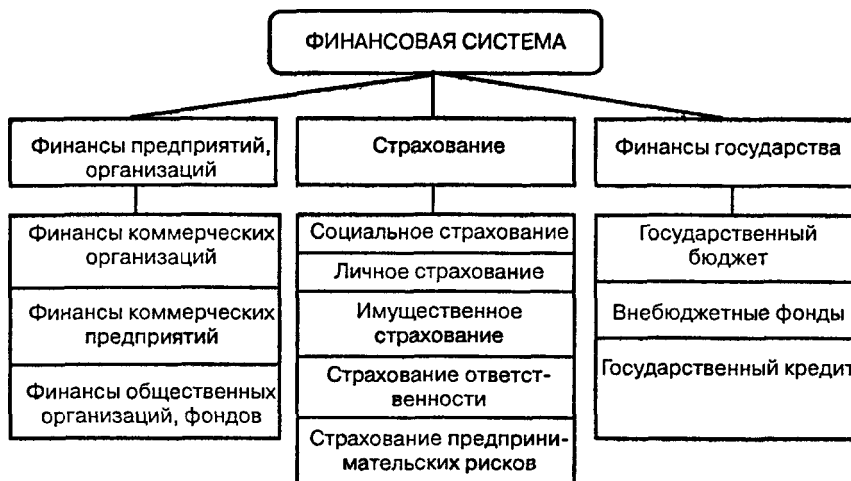 ФИНАНСОВАЯ СИСТЕМА
Финансы предприятий,
организаций
Страхование
Финансы государства
Финансы коммерческих
организаций
Финансы коммерческих
предприятий
Финансы общественных
организаций, фондов
Социальное страхование
Личное страхование
Имущественное
страхование
Страхование ответст-
венности
Страхование предприни-
мательских рисков
Государственный
бюджет
Внебюджетные фонды
Государственный кредит